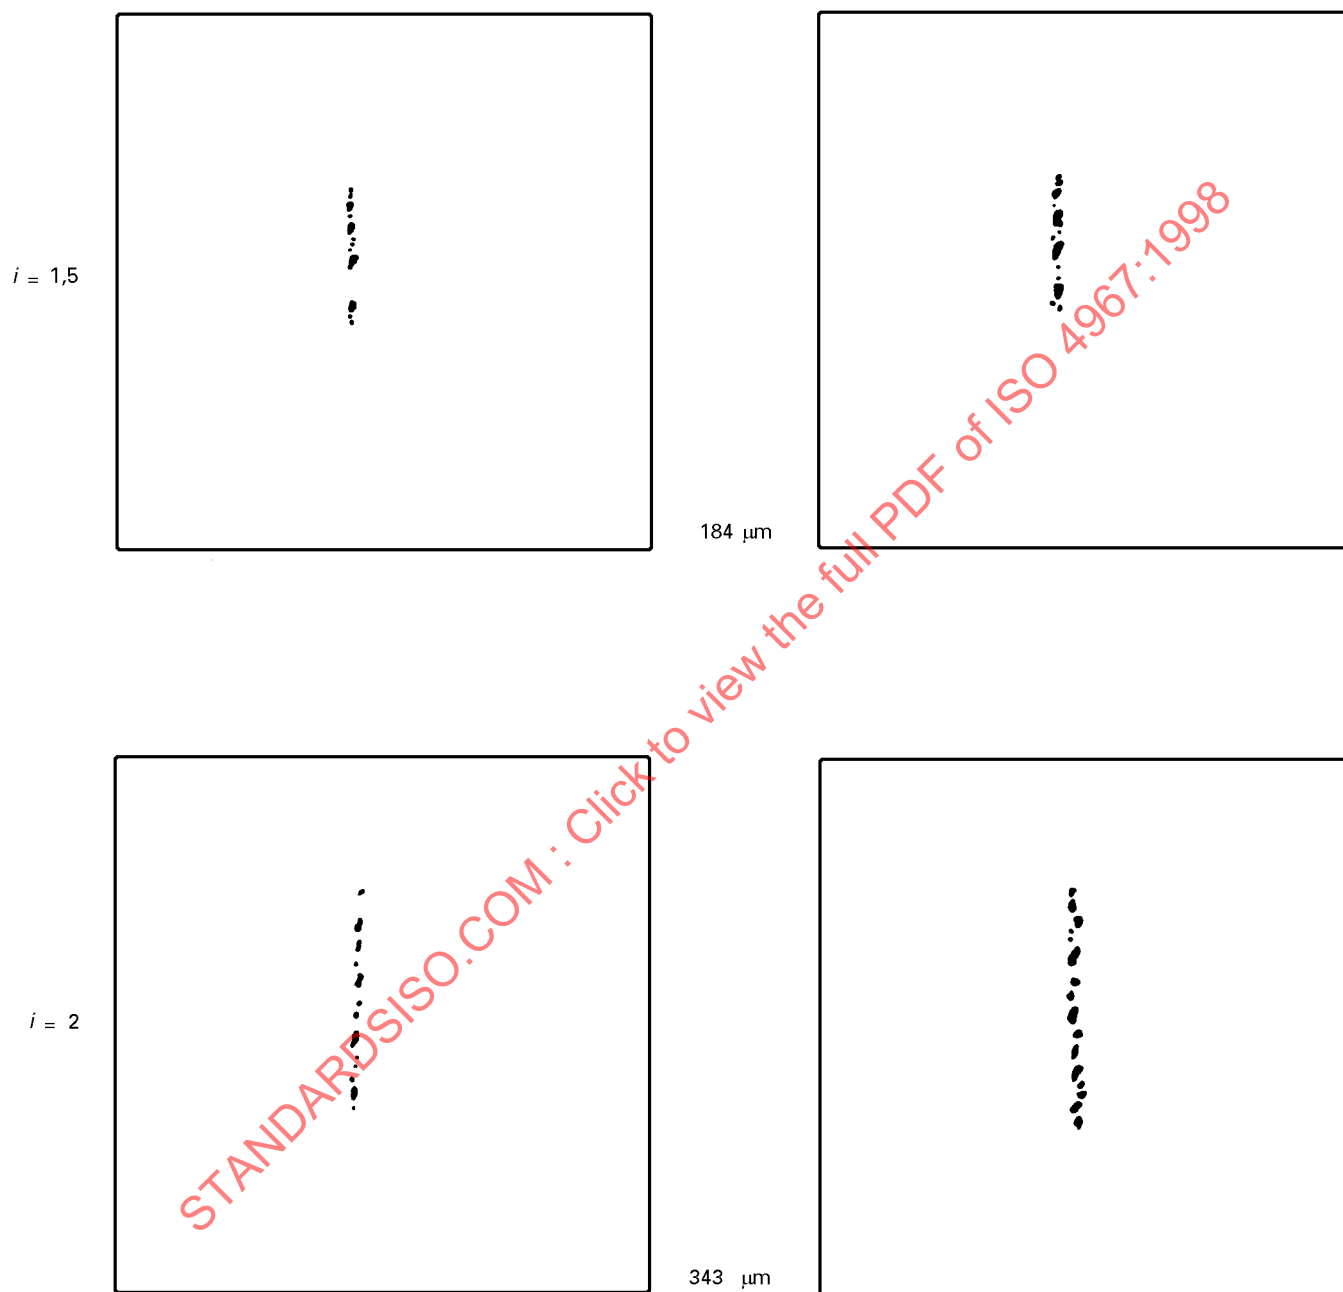 i = 1,5
184 μm
i = 2
343 μm
STANDARDSISO.COM : Click to view the full PDF of ISO 4967:1998